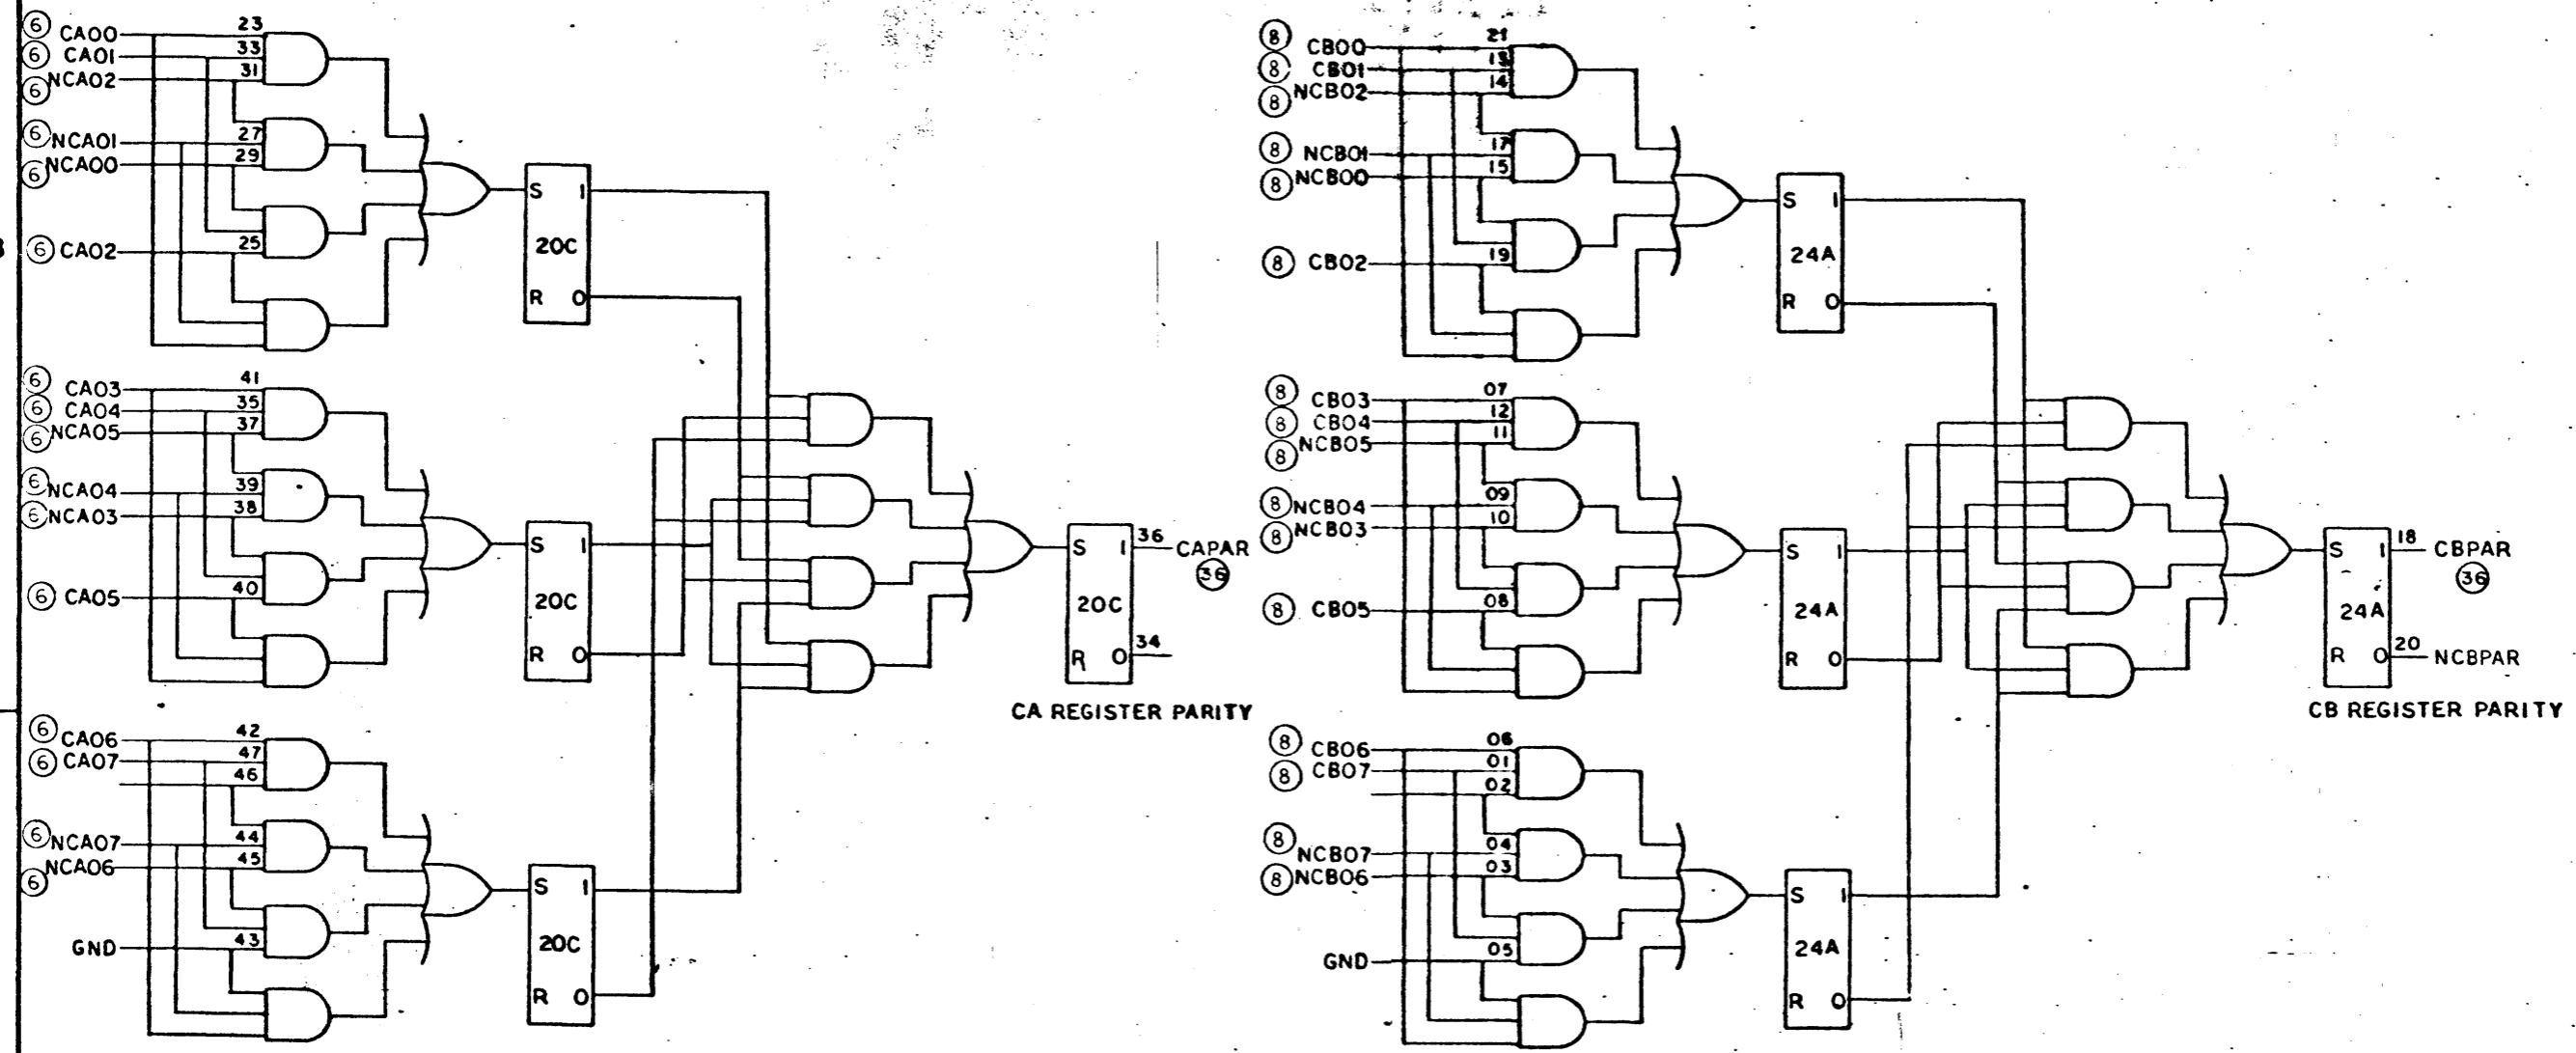 6 CA00 23
6 CA01 33
6 NCA02 31
6 NCA01 27
6 NCA00 29
6 CA02 25
S 1
20C
R 0
6 CA03 41
6 CA04 35
6 NCA05 37
6 NCA04 39
6 NCA03 38
6 CA05 40
S 1
20C
R 0
6 CA06 42
6 CA07 47
46
6 NCA07 44
6 NCA06 45
GND 43
S 1
20C
R 0
S 1 36 CAPAR
36
20C
R 0 34
CA REGISTER PARITY
8 CB00 21
8 CB01 13
8 NCB02 14
8 NCB01 17
8 NCB00 15
8 CB02 19
S 1
24A
R 0
8 CB03 07
8 CB04 12
8 NCB05 11
8 NCB04 09
8 NCB03 10
8 CB05 08
S 1
24A
R 0
8 CB06 06
8 CB07 01
02
8 NCB07 04
8 NCB06 03
GND 05
S 1
24A
R 0
S 1 18 CBPAR
36
24A
R 0 20 NCBPAR
CB REGISTER PARITY